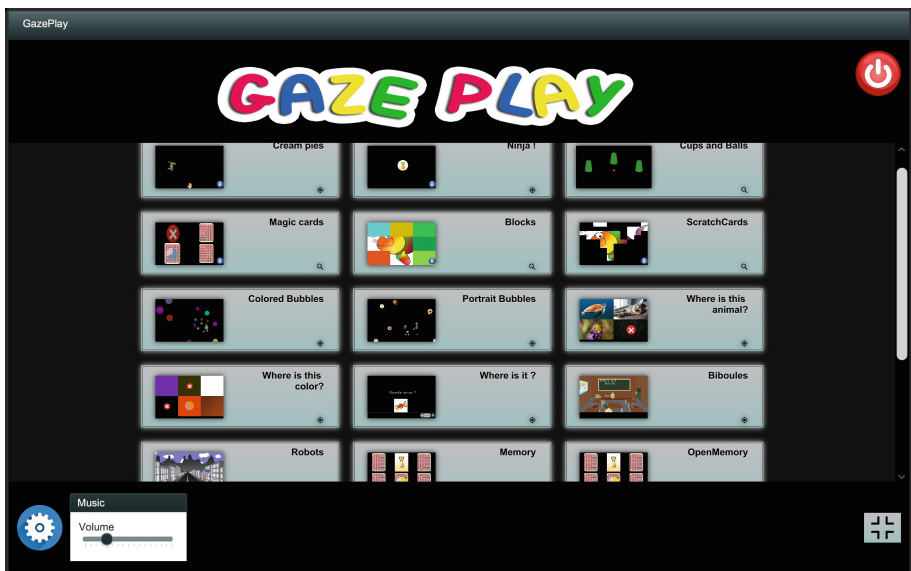 GazePlay
GAZE PLAY
Cream pies
Ninja !
Cups and Balls
Magic cards
Blocks
ScratchCards
Colored Bubbles
Portrait Bubbles
Where is this
animal?
Where is this
color?
Where is it ?
Biboules
Robots
Memory
OpenMemory
Music
Volume